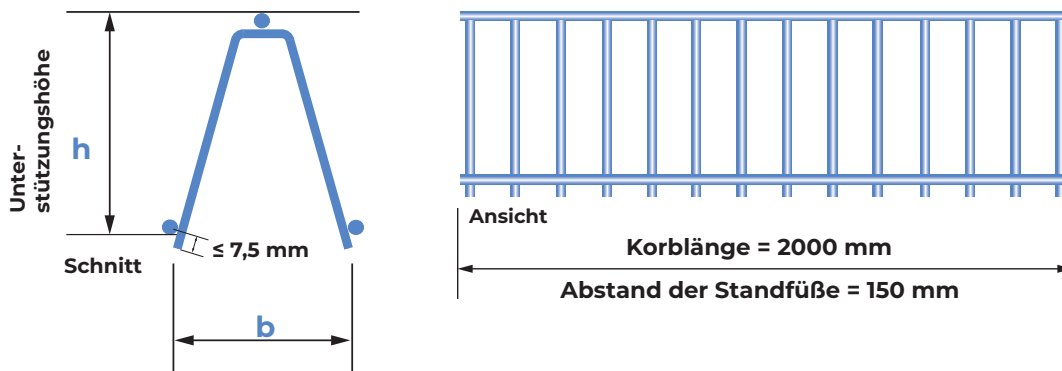 Unter-
stützungshöhe
h
≤ 7,5 mm
Schnitt
b
Ansicht
Korblänge = 2000 mm
Abstand der Standfüße = 150 mm